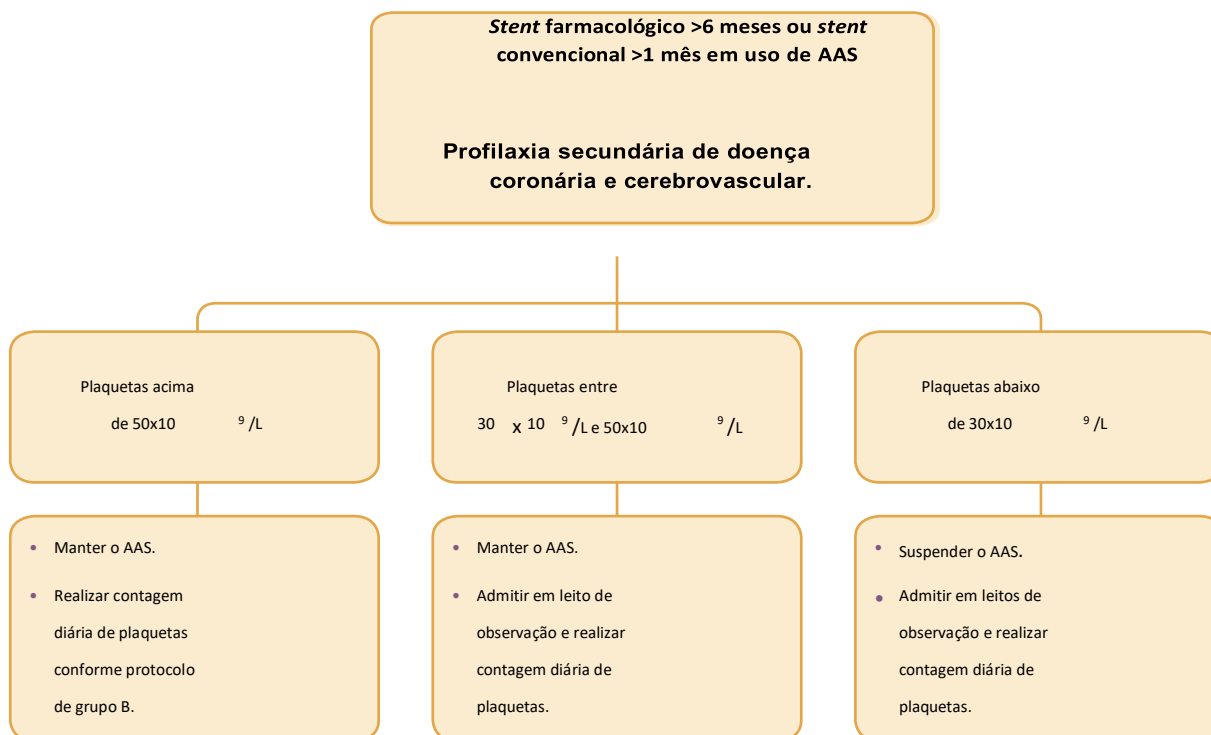 Stent farmacológico >6 meses ou stent
convencional >1 mês em uso de AAS
Profilaxia secundária de doença
coronária e cerebrovascular.
Plaquetas acima
de 50x10 9 /L
Plaquetas entre
30 x 10 9 /L e 50x10 9 /L
Plaquetas abaixo
de 30x10 9 /L
• Manter o AAS.
• Realizar contagem
diária de plaquetas
conforme protocolo
de grupo B.
• Manter o AAS.
• Admitir em leito de
observação e realizar
contagem diária de
plaquetas.
• Suspender o AAS.
• Admitir em leitos de
observação e realizar
contagem diária de
plaquetas.